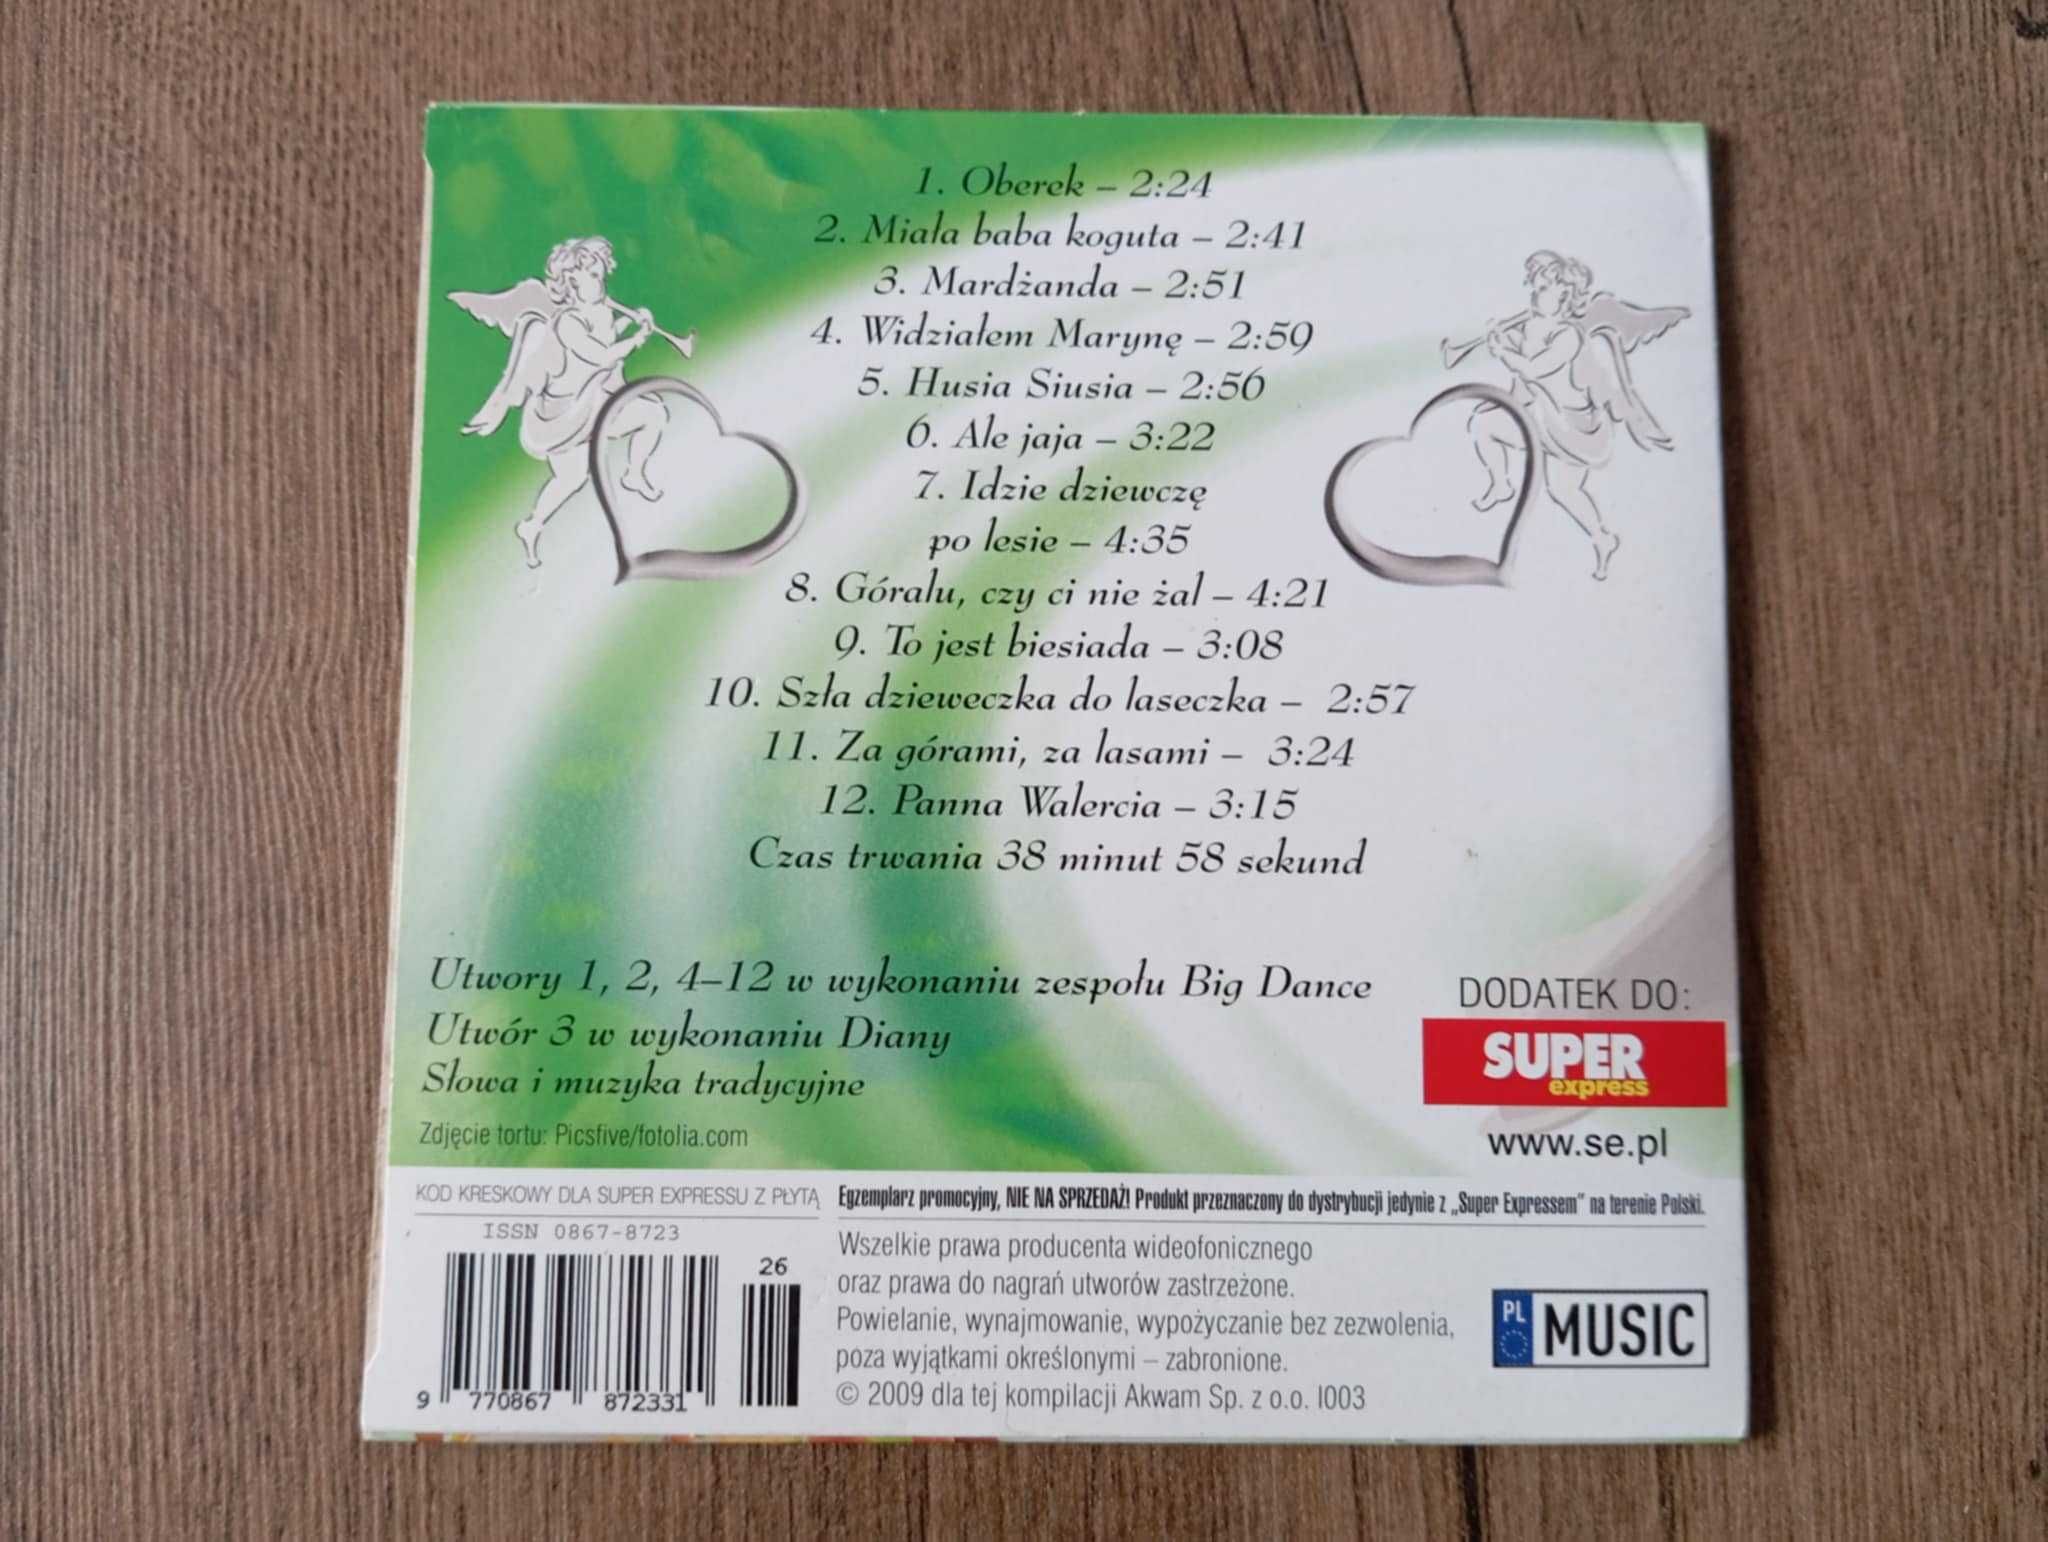 1. Oberek – 2:24
2. Miała baba koguta – 2:41
3. Mardżanda – 2:51
4. Widziałem Marynę – 2:59
5. Husia Siusia – 2:56
6. Ale jaja – 3:22
7. Idzie dziewczę
po lesie – 4:35
8. Góralu, czy ci nie żal – 4:21
9. To jest biesiada – 3:08
10. Szła dzieweczka do laseczka – 2:57
11. Za górami, za lasami – 3:24
12. Panna Walercia – 3:15
Czas trwania 38 minut 58 sekund
Utwory 1, 2, 4–12 w wykonaniu zespołu Big Dance
Utwór 3 w wykonaniu Diany
Słowa i muzyka tradycyjne
Zdjęcie tortu: Picsfive/fotolia.com
DODATEK DO:
SUPER
express
www.se.pl
KOD KRESKOWY DLA SUPER EXPRESSU Z PŁYTĄ
ISSN 0867-8723
26
9 770867 872331
Egzemplarz promocyjny, NIE NA SPRZEDAŻ! Produkt przeznaczony do dystrybucji jedynie z „Super Expressem" na terenie Polski.
Wszelkie prawa producenta wideofonicznego
oraz prawa do nagrań utworów zastrzeżone.
Powielanie, wynajmowanie, wypożyczanie bez zezwolenia,
poza wyjątkami określonymi – zabronione.
© 2009 dla tej kompilacji Akwam Sp. z o.o. I003
PL MUSIC